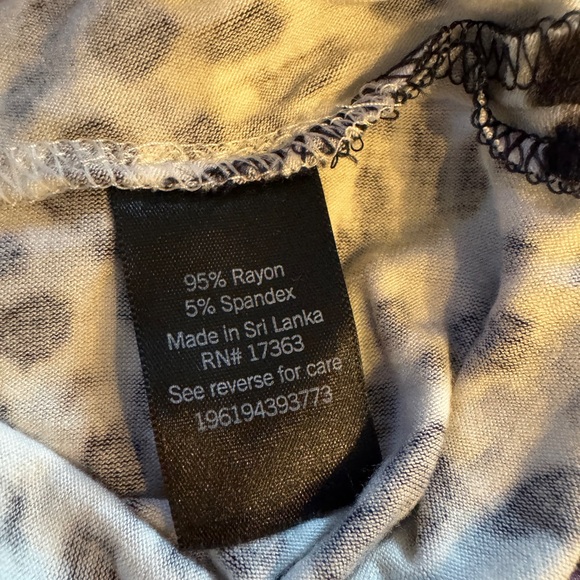 95% Rayon
5% Spandex
Made in Sri Lanka
RN# 17363
See reverse for care
196194393773